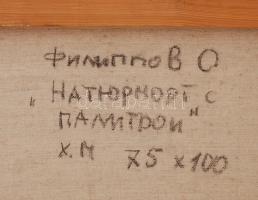 Филиппов О
„Натюрморт с
палитрой"
х.м 75 x 100